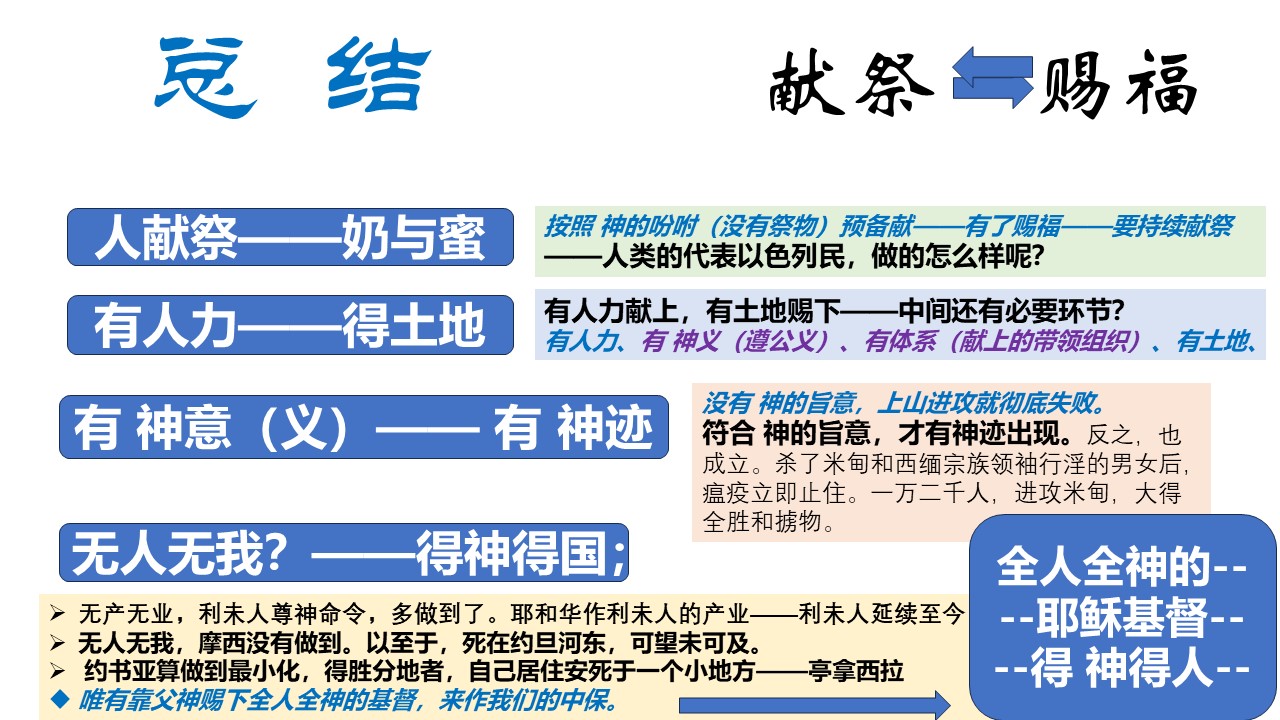 总 结
献祭 赐福
人献祭——奶与蜜
按照 神的吩咐（没有祭物）预备献——有了赐福——要持续献祭
——人类的代表以色列民，做的怎么样呢？
有人力——得土地
有人力献上，有土地赐下——中间还有必要环节？
有人力、有 神义（遵公义）、有体系（献上的带领组织）、有土地、
有 神意（义）—— 有 神迹
没有 神的旨意，上山进攻就彻底失败。
符合 神的旨意，才有神迹出现。反之，也
成立。杀了米甸和西缅宗族领袖行淫的男女后，
瘟疫立即止住。一万二千人，进攻米甸，大得
全胜和掳物。
无人无我？——得神得国；
➢ 无产无业，利未人尊神命令，多做到了。耶和华作利未人的产业——利未人延续至今
➢ 无人无我，摩西没有做到。以至于，死在约旦河东，可望未可及。
➢ 约书亚算做到最小化，得胜分地者，自己居住安死于一个小地方——亭拿西拉
◆ 唯有靠父神赐下全人全神的基督，来作我们的中保。
全人全神的--
--耶稣基督--
--得 神得人--